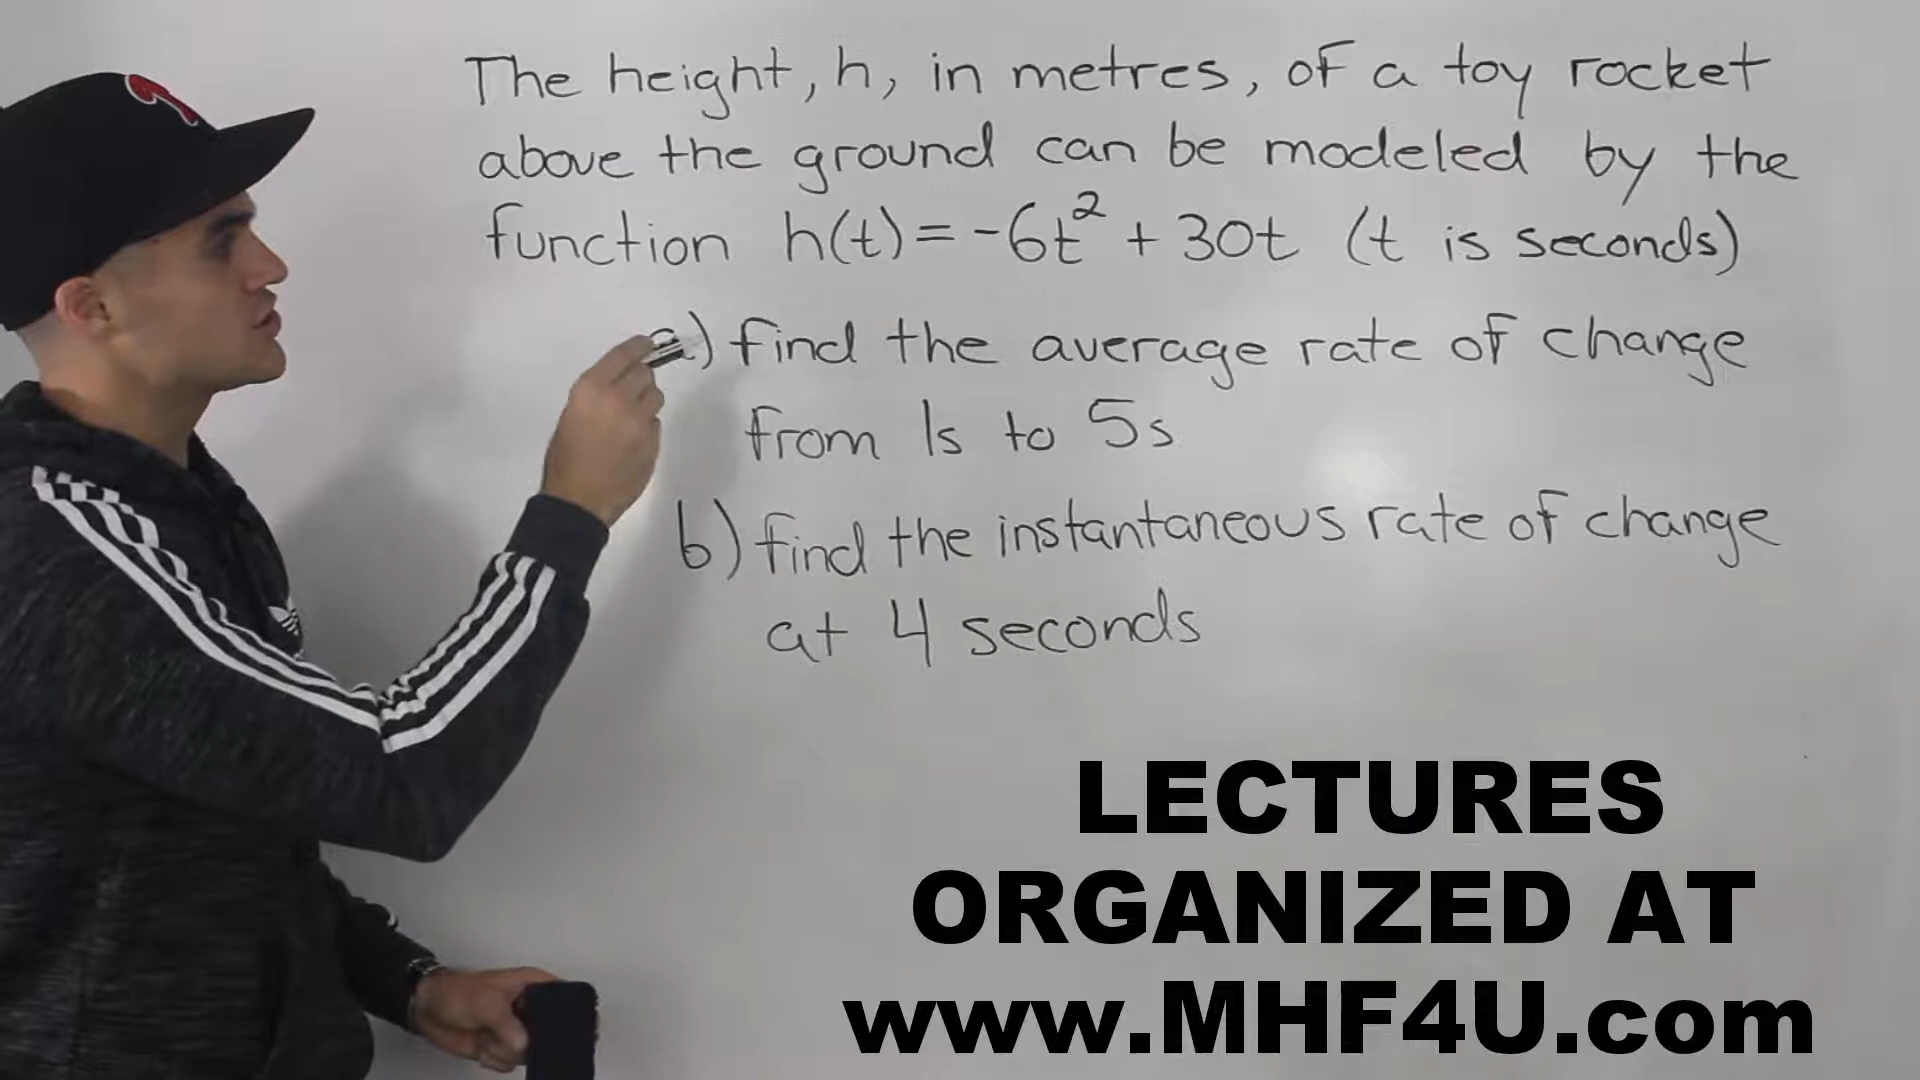 The height, h, in metres, of a toy rocket
above the ground can be modeled by the
function h(t) = -6t² + 30t (t is seconds)
a) find the average rate of change
from 1s to 5s
b) find the instantaneous rate of change
at 4 seconds
LECTURES
ORGANIZED AT
www.MHF4U.com